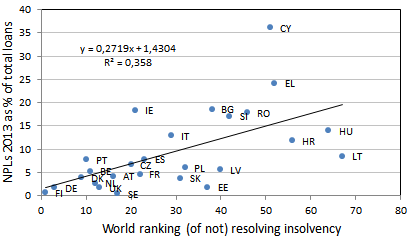 NPLs 2013 as % of total loans
40
35
30
25
20
15
10
5
0
y = 0,2719x + 1,4304
R² = 0,358
CY
EL
IE
BG
SI
RO
IT
HU
HR
LT
PT
ES
CZ
BE
PL
LV
DK
AT
FR
SK
NL
DE
UK
EE
FI
SE
0 10 20 30 40 50 60 70 80
World ranking (of not) resolving insolvency